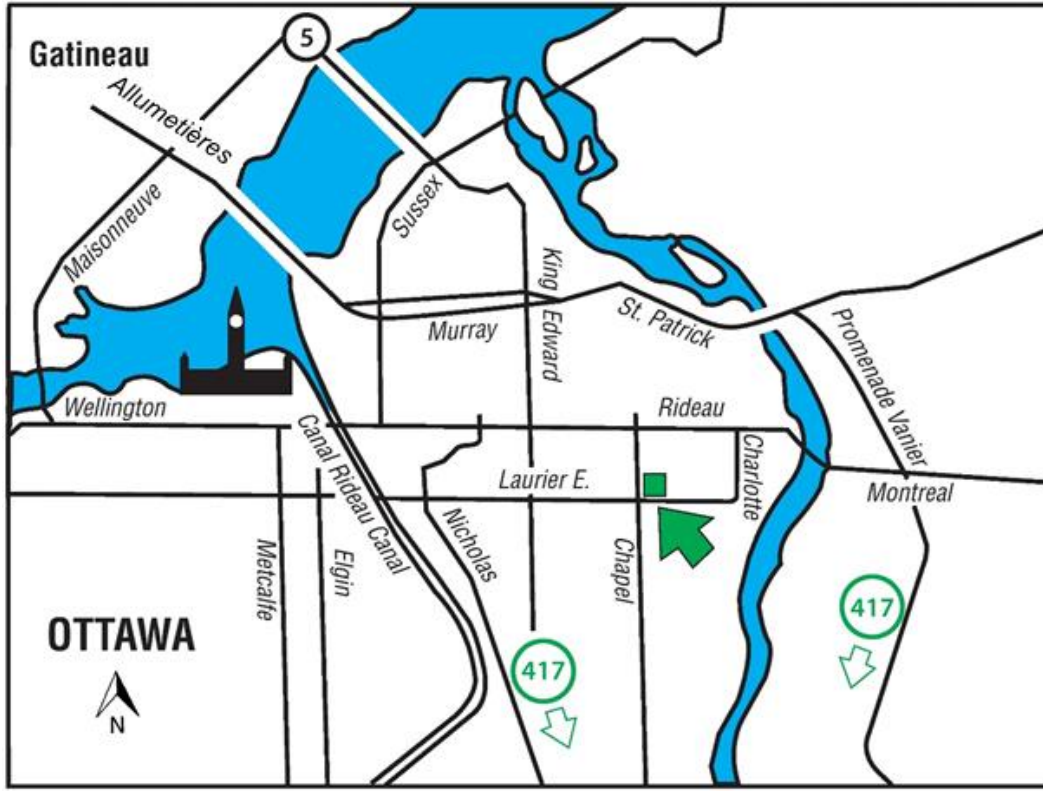 5
Gatineau
Allumetières
Maisonneuve
Sussex
King Edward
Murray
St. Patrick
Promenade Vanier
Wellington
Rideau
Canal Rideau Canal
Laurier E.
Charlotte
Montreal
Nicholas
Metcalfe
Elgin
Chapel
417
OTTAWA
417
N